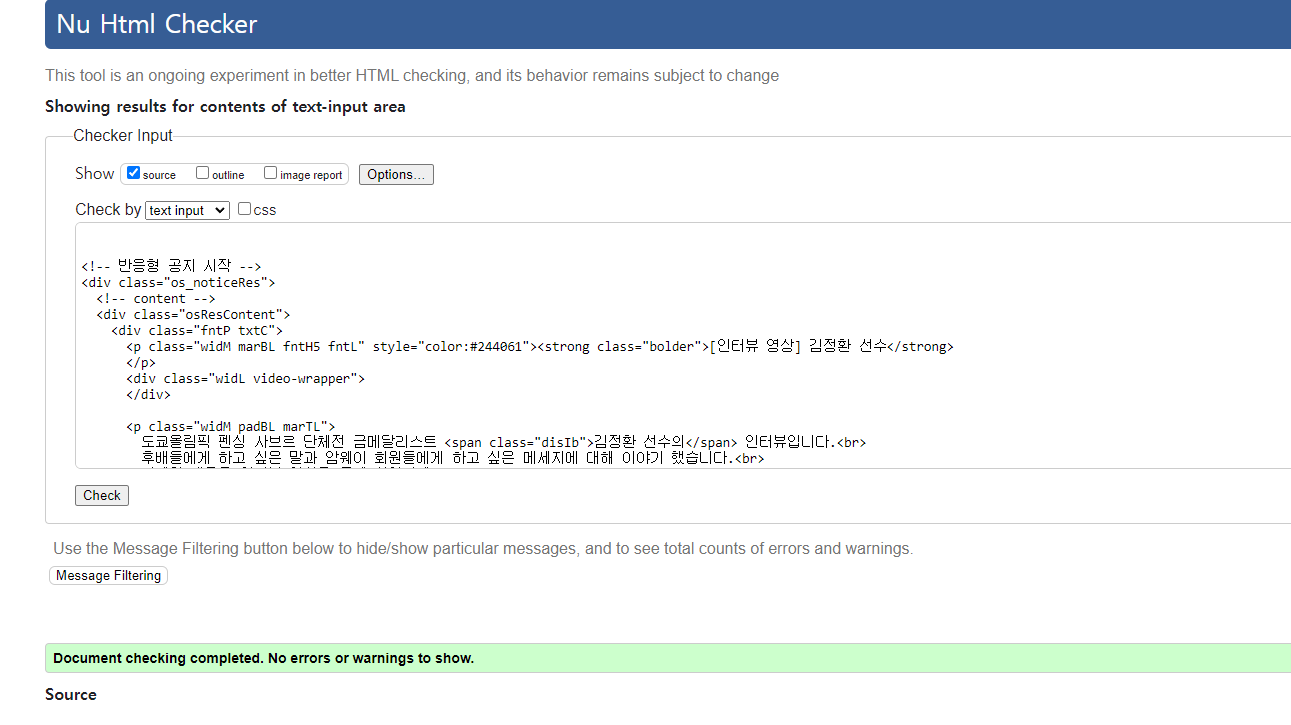 Nu Html Checker
This tool is an ongoing experiment in better HTML checking, and its behavior remains subject to change
Showing results for contents of text-input area
Checker Input
Show source outline image report Options...
Check by text input css
<!-- 반응형 공지 시작 -->
<div class="os_noticeRes">
<!-- content -->
<div class="osResContent">
<div class="fntP txtC">
<p class="widM marBL fntH5 fntL" style="color:#244061"><strong class="bolder">[인터뷰 영상] 김정환 선수</strong>
</p>
<div class="widL video-wrapper">
</div>
<p class="widM padBL marTL">
도쿄올림픽 펜싱 사브르 단체전 금메달리스트 <span class="disIb">김정환 선수의</span> 인터뷰입니다.<br>
후배들에게 하고 싶은 말과 암웨이 회원들에게 하고 싶은 메세지에 대해 이야기 했습니다.<br>
Check
Use the Message Filtering button below to hide/show particular messages, and to see total counts of errors and warnings.
Message Filtering
Document checking completed. No errors or warnings to show.
Source